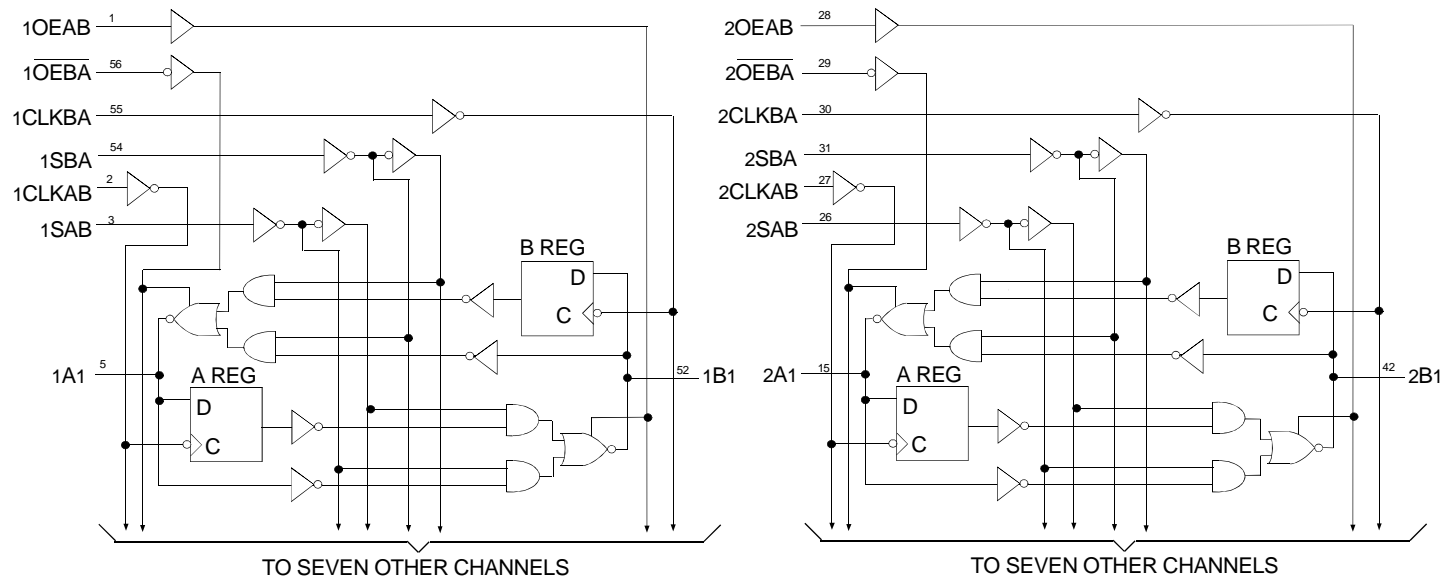 1OEAB 1
1OEBA 56
1CLKBA 55
1SBA 54
1CLKAB 2
1SAB 3
B REG
D
C
1A1 5
A REG
D
C
52 1B1
TO SEVEN OTHER CHANNELS
2OEAB 28
2OEBA 29
2CLKBA 30
2SBA 31
2CLKAB 27
2SAB 26
B REG
D
C
2A1 15
A REG
D
C
42 2B1
TO SEVEN OTHER CHANNELS